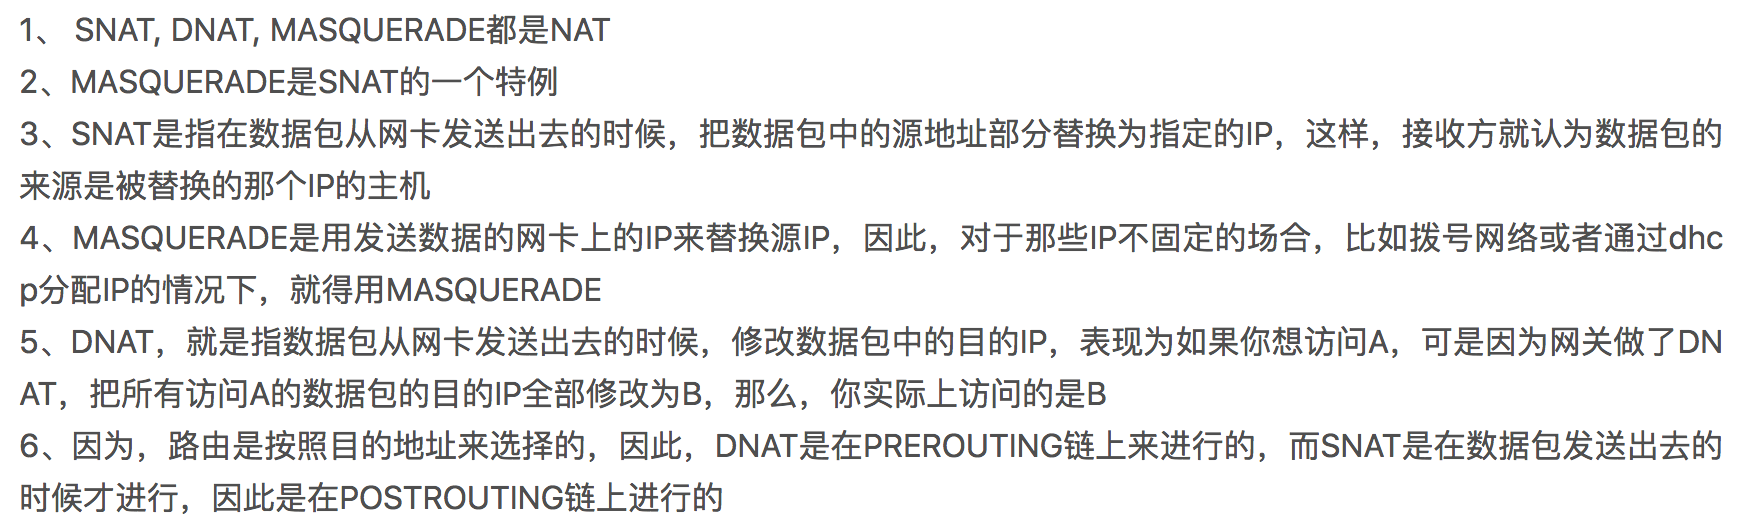 1、 SNAT, DNAT, MASQUERADE都是NAT
2、MASQUERADE是SNAT的一个特例
3、SNAT是指在数据包从网卡发送出去的时候，把数据包中的源地址部分替换为指定的IP，这样，接收方就认为数据包的
来源是被替换的那个IP的主机
4、MASQUERADE是用发送数据的网卡上的IP来替换源IP，因此，对于那些IP不固定的场合，比如拨号网络或者通过dhc
p分配IP的情况下，就得用MASQUERADE
5、DNAT，就是指数据包从网卡发送出去的时候，修改数据包中的目的IP，表现为如果你想访问A，可是因为网关做了DN
AT，把所有访问A的数据包的目的IP全部修改为B，那么，你实际上访问的是B
6、因为，路由是按照目的地址来选择的，因此，DNAT是在PREROUTING链上来进行的，而SNAT是在数据包发送出去的
时候才进行，因此是在POSTROUTING链上进行的